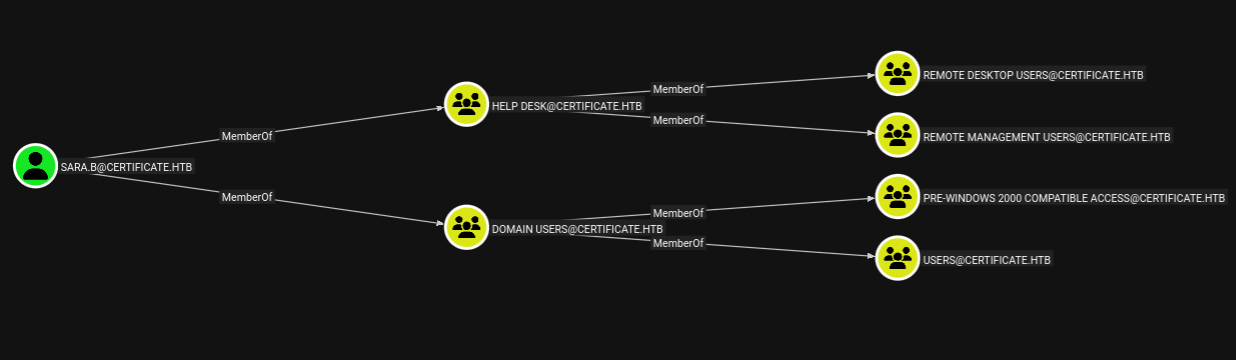 REMOTE DESKTOP USERS@CERTIFICATE.HTB
MemberOf
HELP DESK@CERTIFICATE.HTB
MemberOf
MemberOf
REMOTE MANAGEMENT USERS@CERTIFICATE.HTB
SARA.B@CERTIFICATE.HTB
MemberOf
PRE-WINDOWS 2000 COMPATIBLE ACCESS@CERTIFICATE.HTB
MemberOf
DOMAIN USERS@CERTIFICATE.HTB
MemberOf
USERS@CERTIFICATE.HTB